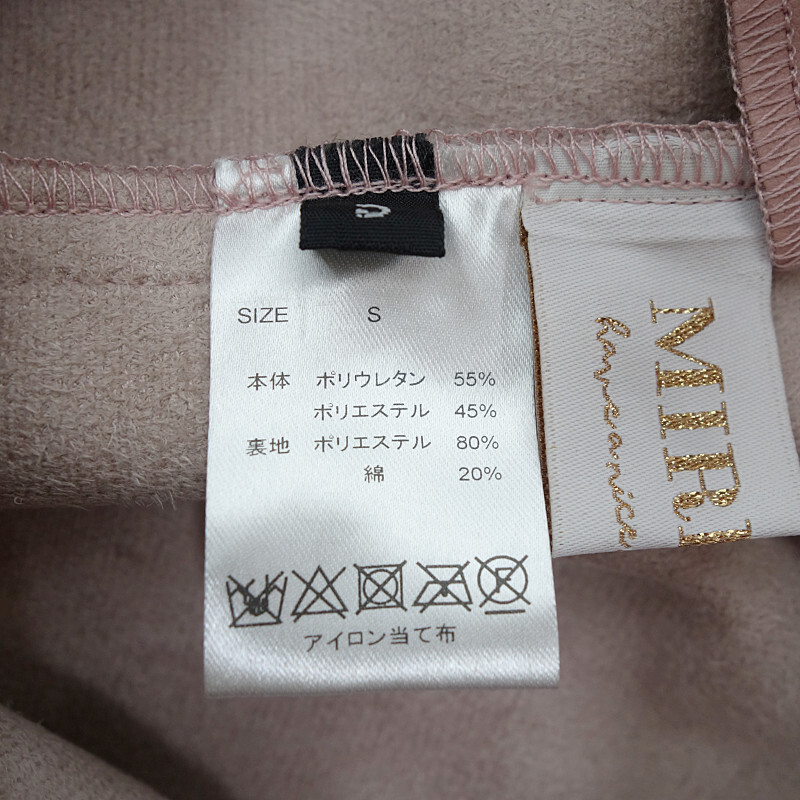 SIZE S
本体 ポリウレタン 55%
ポリエステル 45%
裏地 ポリエステル 80%
綿 20%
アイロン当て布